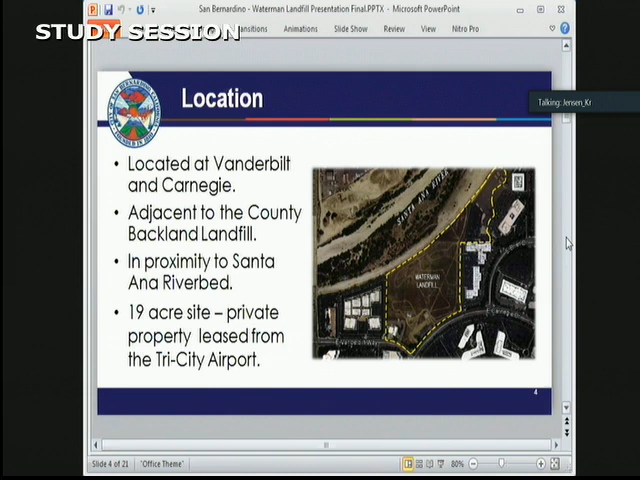 San Bernardino - Waterman Landfill Presentation Final.PPTX - Microsoft PowerPoint
STUDY SESSION
Transitions
Animations
Slide Show
Review
View
Nitro Pro
Talking: Jensen_Kr
Location
• Located at Vanderbilt
and Carnegie.
• Adjacent to the County
Backland Landfill.
• In proximity to Santa
Ana Riverbed.
• 19 acre site – private
property leased from
the Tri-City Airport.
SANTA ANA RIVER
WATERMAN
LANDFILL
4
Slide 4 of 21
"Office Theme"
80%